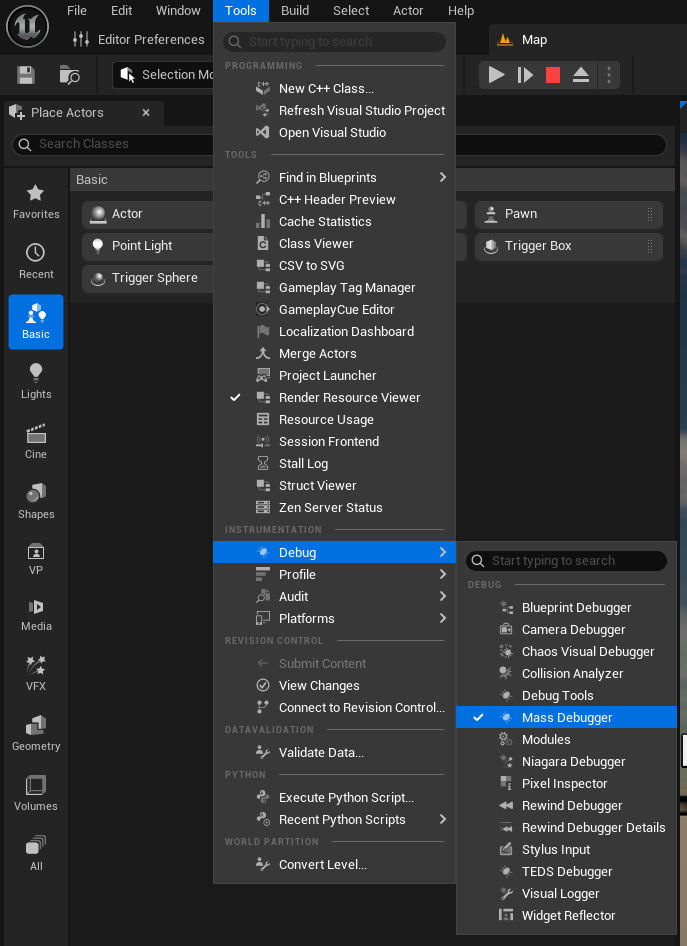 File Edit Window Tools Build Select Actor Help
Editor Preferences
Map
Selection Mo
Place Actors
Search Classes
Favorites
Recent
Basic
Lights
Cine
Shapes
VP
Media
VFX
Geometry
Volumes
All
Basic
Actor
Pawn
Point Light
Trigger Box
Trigger Sphere
Start typing to search
PROGRAMMING
New C++ Class...
Refresh Visual Studio Project
Open Visual Studio
TOOLS
Find in Blueprints
C++ Header Preview
Cache Statistics
Class Viewer
CSV to SVG
Gameplay Tag Manager
GameplayCue Editor
Localization Dashboard
Merge Actors
Project Launcher
Render Resource Viewer
Resource Usage
Session Frontend
Stall Log
Struct Viewer
Zen Server Status
INSTRUMENTATION
Debug
Profile
Audit
Platforms
REVISION CONTROL
Submit Content
View Changes
Connect to Revision Control...
DATAVALIDATION
Validate Data...
PYTHON
Execute Python Script...
Recent Python Scripts
WORLD PARTITION
Convert Level...
Start typing to search
DEBUG
Blueprint Debugger
Camera Debugger
Chaos Visual Debugger
Collision Analyzer
Debug Tools
Mass Debugger
Modules
Niagara Debugger
Pixel Inspector
Rewind Debugger
Rewind Debugger Details
Stylus Input
TEDS Debugger
Visual Logger
Widget Reflector